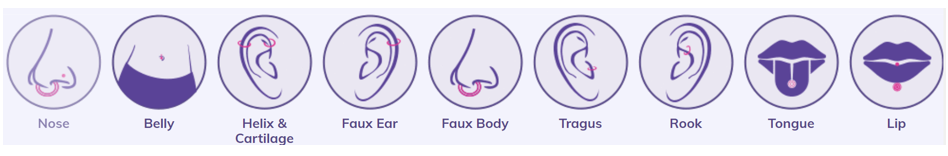 Nose
Belly
Helix &
Cartilage
Faux Ear
Faux Body
Tragus
Rook
Tongue
Lip